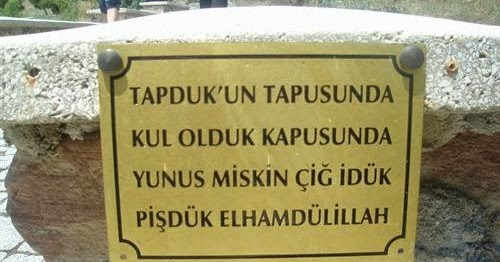 TAPDUK'UN TAPUSUNDA
KUL OLDUK KAPUSUNDA
YUNUS MİSKİN ÇİĞ İDÜK
PİŞDÜK ELHAMDÜLİLLAH